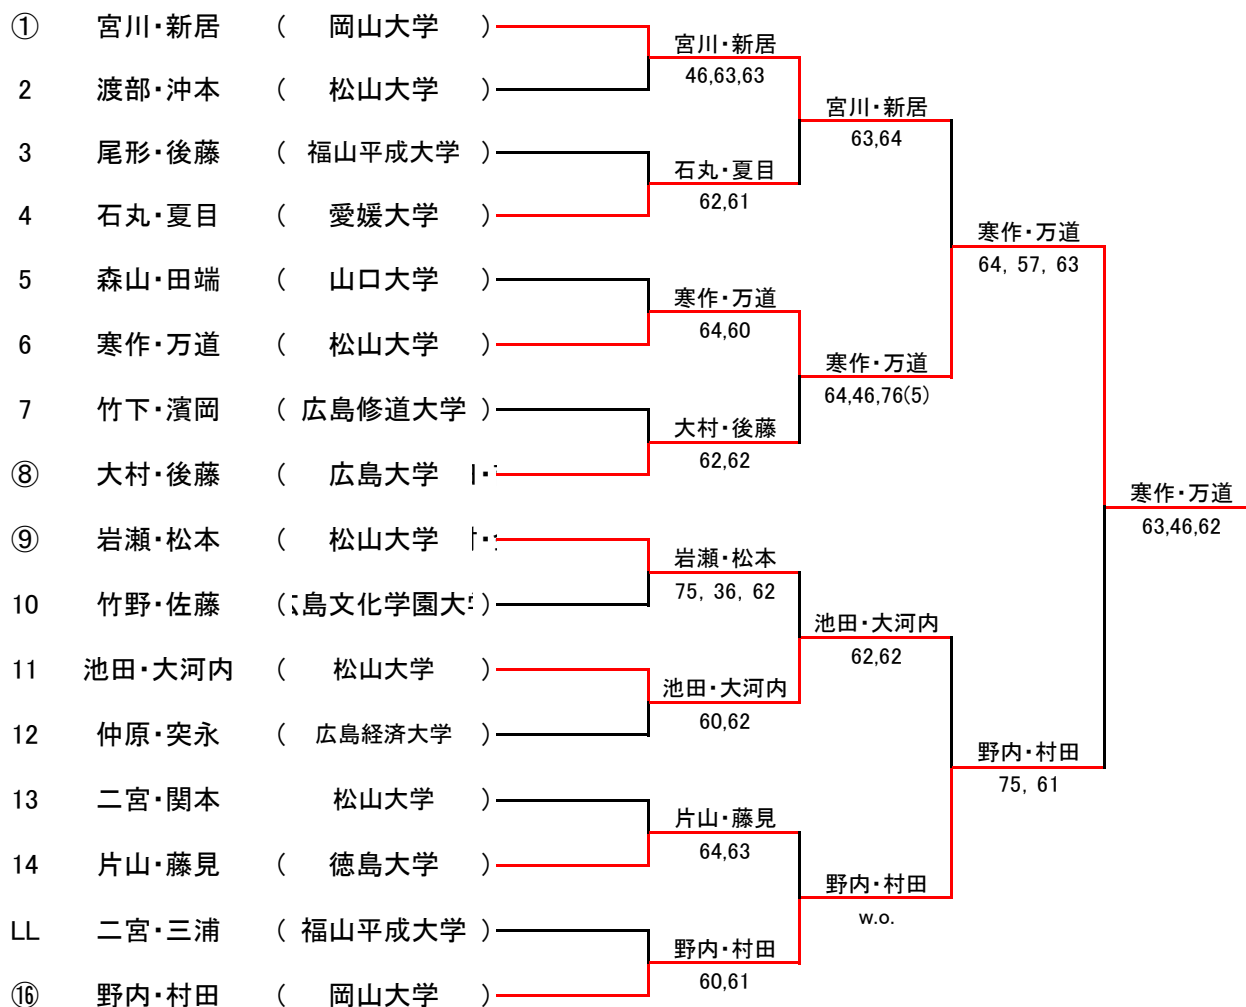 ① 宮川・新居 ( 岡山大学 )
宮川・新居
46,63,63
2 渡部・沖本 ( 松山大学 )
宮川・新居
63,64
3 尾形・後藤 ( 福山平成大学 )
石丸・夏目
62,61
4 石丸・夏目 ( 愛媛大学 )
寒作・万道
64, 57, 63
5 森山・田端 ( 山口大学 )
寒作・万道
64,60
6 寒作・万道 ( 松山大学 )
寒作・万道
64,46,76(5)
7 竹下・濱岡 ( 広島修道大学 )
大村・後藤
62,62
⑧ 大村・後藤 ( 広島大学
寒作・万道
63,46,62
⑨ 岩瀬・松本 ( 松山大学
岩瀬・松本
75, 36, 62
10 竹野・佐藤 ( 島文化学園大 )
池田・大河内
62,62
11 池田・大河内 ( 松山大学 )
池田・大河内
60,62
12 仲原・突永 ( 広島経済大学 )
野内・村田
75, 61
13 二宮・関本 松山大学 )
片山・藤見
64,63
14 片山・藤見 ( 徳島大学 )
野内・村田
w.o.
LL 二宮・三浦 ( 福山平成大学 )
野内・村田
60,61
⑯ 野内・村田 ( 岡山大学 )